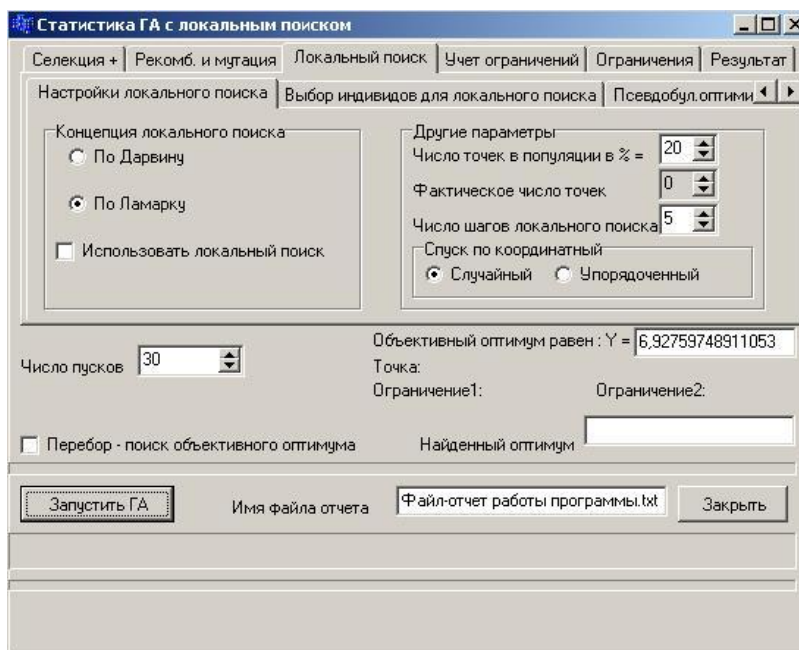 Статистика ГА с локальным поиском
Селекция + Рекомб. и мутация Локальный поиск Учет ограничений Ограничения Результат
Настройки локального поиска Выбор индивидов для локального поиска Псевдобул.оптими
Концепция локального поиска
По Дарвину
По Ламарку
Использовать локальный поиск
Другие параметры
Число точек в популяции в % = 20
Фактическое число точек 0
Число шагов локального поиска 5
Спуск по координатный
Случайный Упорядоченный
Число пусков 30
Объективный оптимум равен : Y = 6,92759748911053
Точка:
Ограничение1: Ограничение2:
Перебор - поиск объективного оптимума Найденный оптимум
Запустить ГА Имя файла отчета Файл-отчет работы программы.txt Закрыть